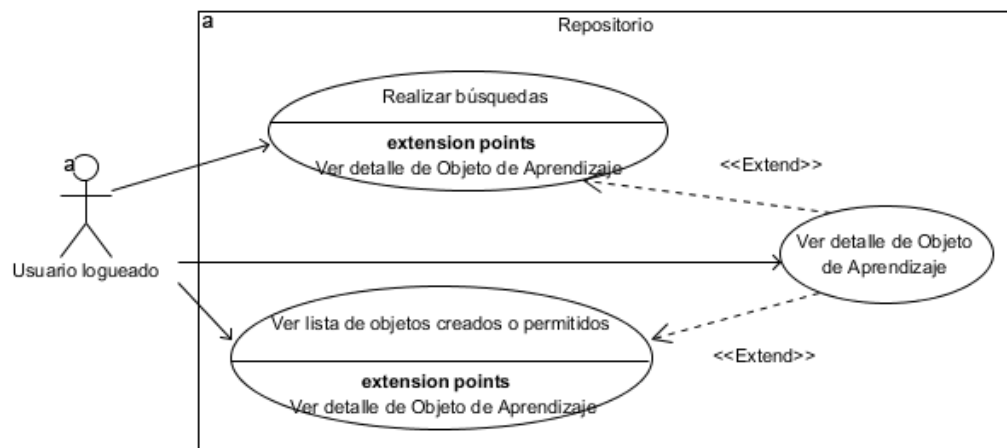 a
Repositorio
Realizar búsquedas
extension points
Ver detalle de Objeto de Aprendizaje
<<Extend>>
a
Usuario logueado
Ver detalle de Objeto
de Aprendizaje
Ver lista de objetos creados o permitidos
extension points
Ver detalle de Objeto de Aprendizaje
<<Extend>>